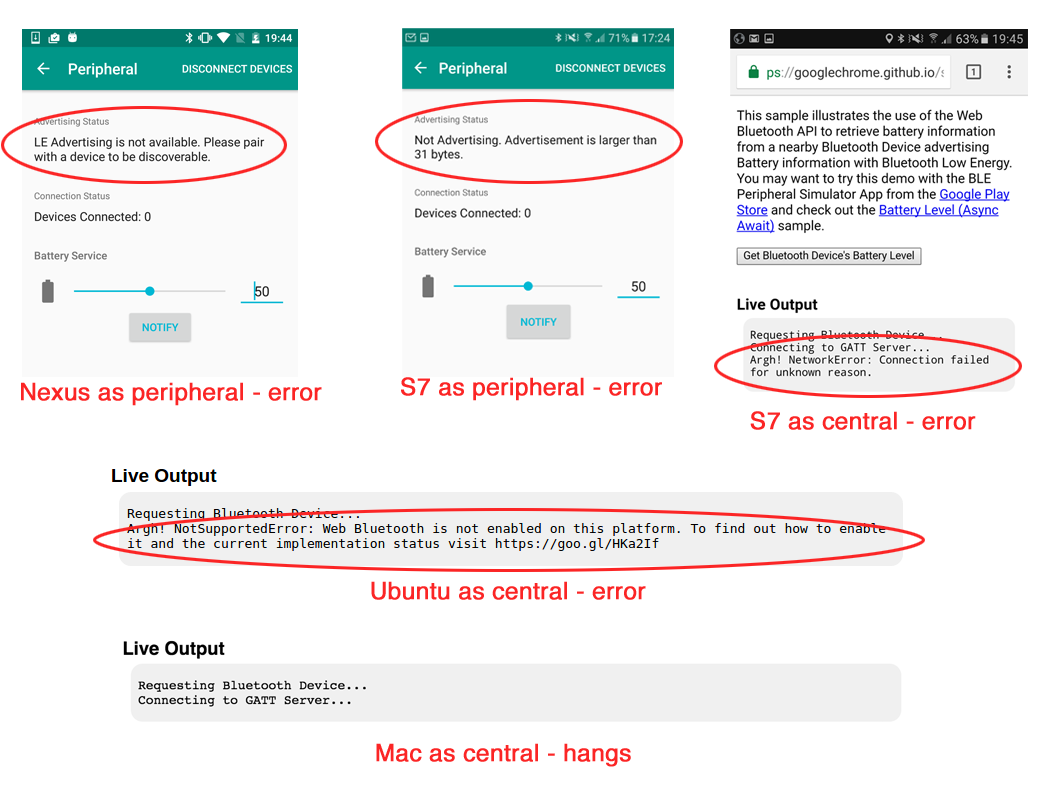 19:44
Peripheral DISCONNECT DEVICES
Advertising Status
LE Advertising is not available. Please pair
with a device to be discoverable.
Connection Status
Devices Connected: 0
Battery Service
50
NOTIFY
Nexus as peripheral - error
71% 17:24
Peripheral DISCONNECT DEVICES
Advertising Status
Not Advertising. Advertisement is larger than
31 bytes.
Connection Status
Devices Connected: 0
Battery Service
50
NOTIFY
S7 as peripheral - error
63% 19:45
ps://googlechrome.github.io/s
1
This sample illustrates the use of the Web
Bluetooth API to retrieve battery information
from a nearby Bluetooth Device advertising
Battery information with Bluetooth Low Energy.
You may want to try this demo with the BLE
Peripheral Simulator App from the Google Play
Store and check out the Battery Level (Async
Await) sample.
Get Bluetooth Device's Battery Level
Live Output
Requesting Bluetooth Device...
Connecting to GATT Server...
Argh! NetworkError: Connection failed
for unknown reason.
S7 as central - error
Live Output
Requesting Bluetooth Device...
Argh! NotSupportedError: Web Bluetooth is not enabled on this platform. To find out how to enable
it and the current implementation status visit https://goo.gl/HKa2If
Ubuntu as central - error
Live Output
Requesting Bluetooth Device...
Connecting to GATT Server...
Mac as central - hangs